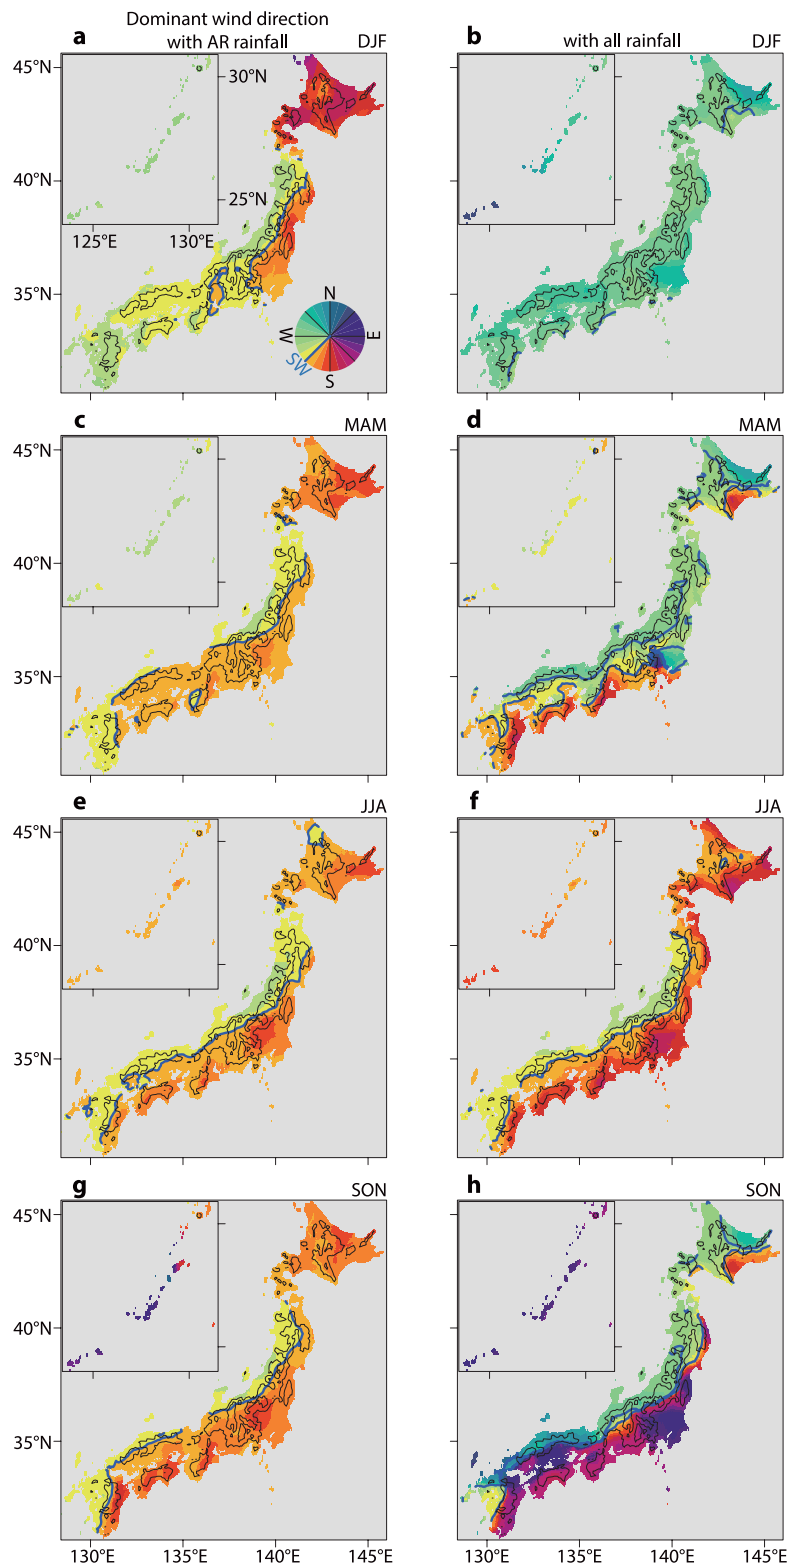 Dominant wind direction
with AR rainfall
a DJF
45°N
30°N
40°N
25°N
125°E 130°E
35°N
N
W E
SW
S
with all rainfall
b DJF
c MAM
45°N
40°N
35°N
d MAM
e JJA
45°N
40°N
35°N
f JJA
g SON
45°N
40°N
35°N
130°E 135°E 140°E 145°E
h SON
130°E 135°E 140°E 145°E